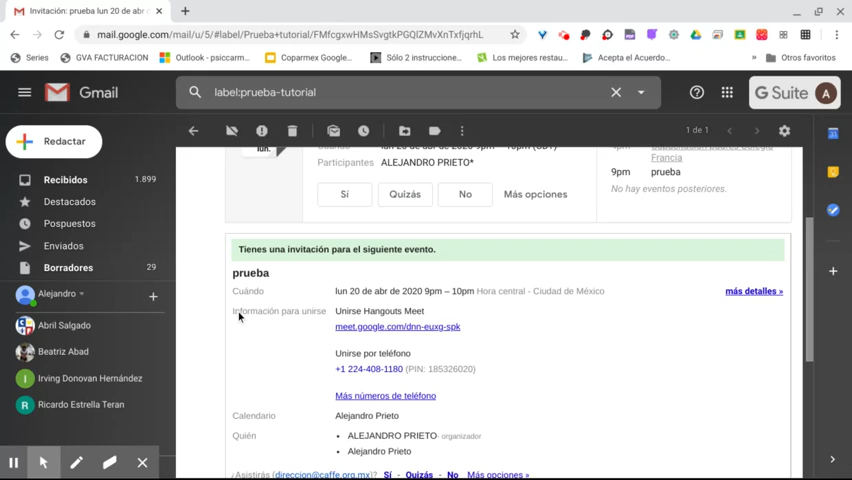 Invitación: prueba lun 20 de abr d
mail.google.com/mail/u/5/#label/Prueba+tutorial/FMfcgxwHMsSvgtkPGQlZMvXnTxfjqrhL
Series GVA FACTURACION Outlook - psiccarm... Coparmex Google... Sólo 2 instruccione... Los mejores restau... Acepta el Acuerdo... » Otros favoritos
Gmail label:prueba-tutorial G Suite A
Redactar
1 de 1
Recibidos 1.899
Destacados
Pospuestos
Enviados
Borradores 29
Alejandro
Abril Salgado
Beatriz Abad
Irving Donovan Hernández
Ricardo Estrella Teran
lun.
Participantes ALEJANDRO PRIETO*
Sí Quizás No Más opciones
Francia
9pm prueba
No hay eventos posteriores.
Tienes una invitación para el siguiente evento.
prueba
Cuándo lun 20 de abr de 2020 9pm – 10pm Hora central - Ciudad de México más detalles »
Información para unirse Unirse Hangouts Meet
meet.google.com/dnn-euxg-spk
Unirse por teléfono
+1 224-408-1180 (PIN: 185326020)
Más números de teléfono
Calendario Alejandro Prieto
Quién • ALEJANDRO PRIETO - organizador
• Alejandro Prieto
¿Asistirás (direccion@caffe.org.mx)? Sí - Quizás - No Más opciones »